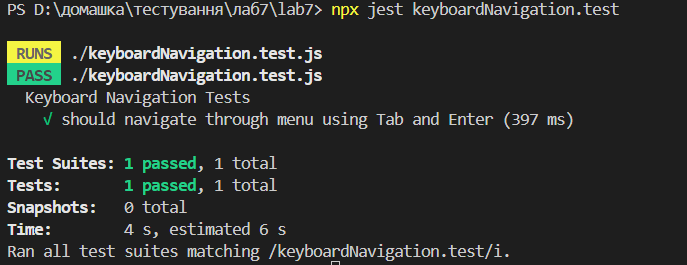 PS D:\домашка\тестування\лаб7\lab7> npx jest keyboardNavigation.test
RUNS ./keyboardNavigation.test.js
PASS ./keyboardNavigation.test.js
Keyboard Navigation Tests
√ should navigate through menu using Tab and Enter (397 ms)
Test Suites: 1 passed, 1 total
Tests: 1 passed, 1 total
Snapshots: 0 total
Time: 4 s, estimated 6 s
Ran all test suites matching /keyboardNavigation.test/i.